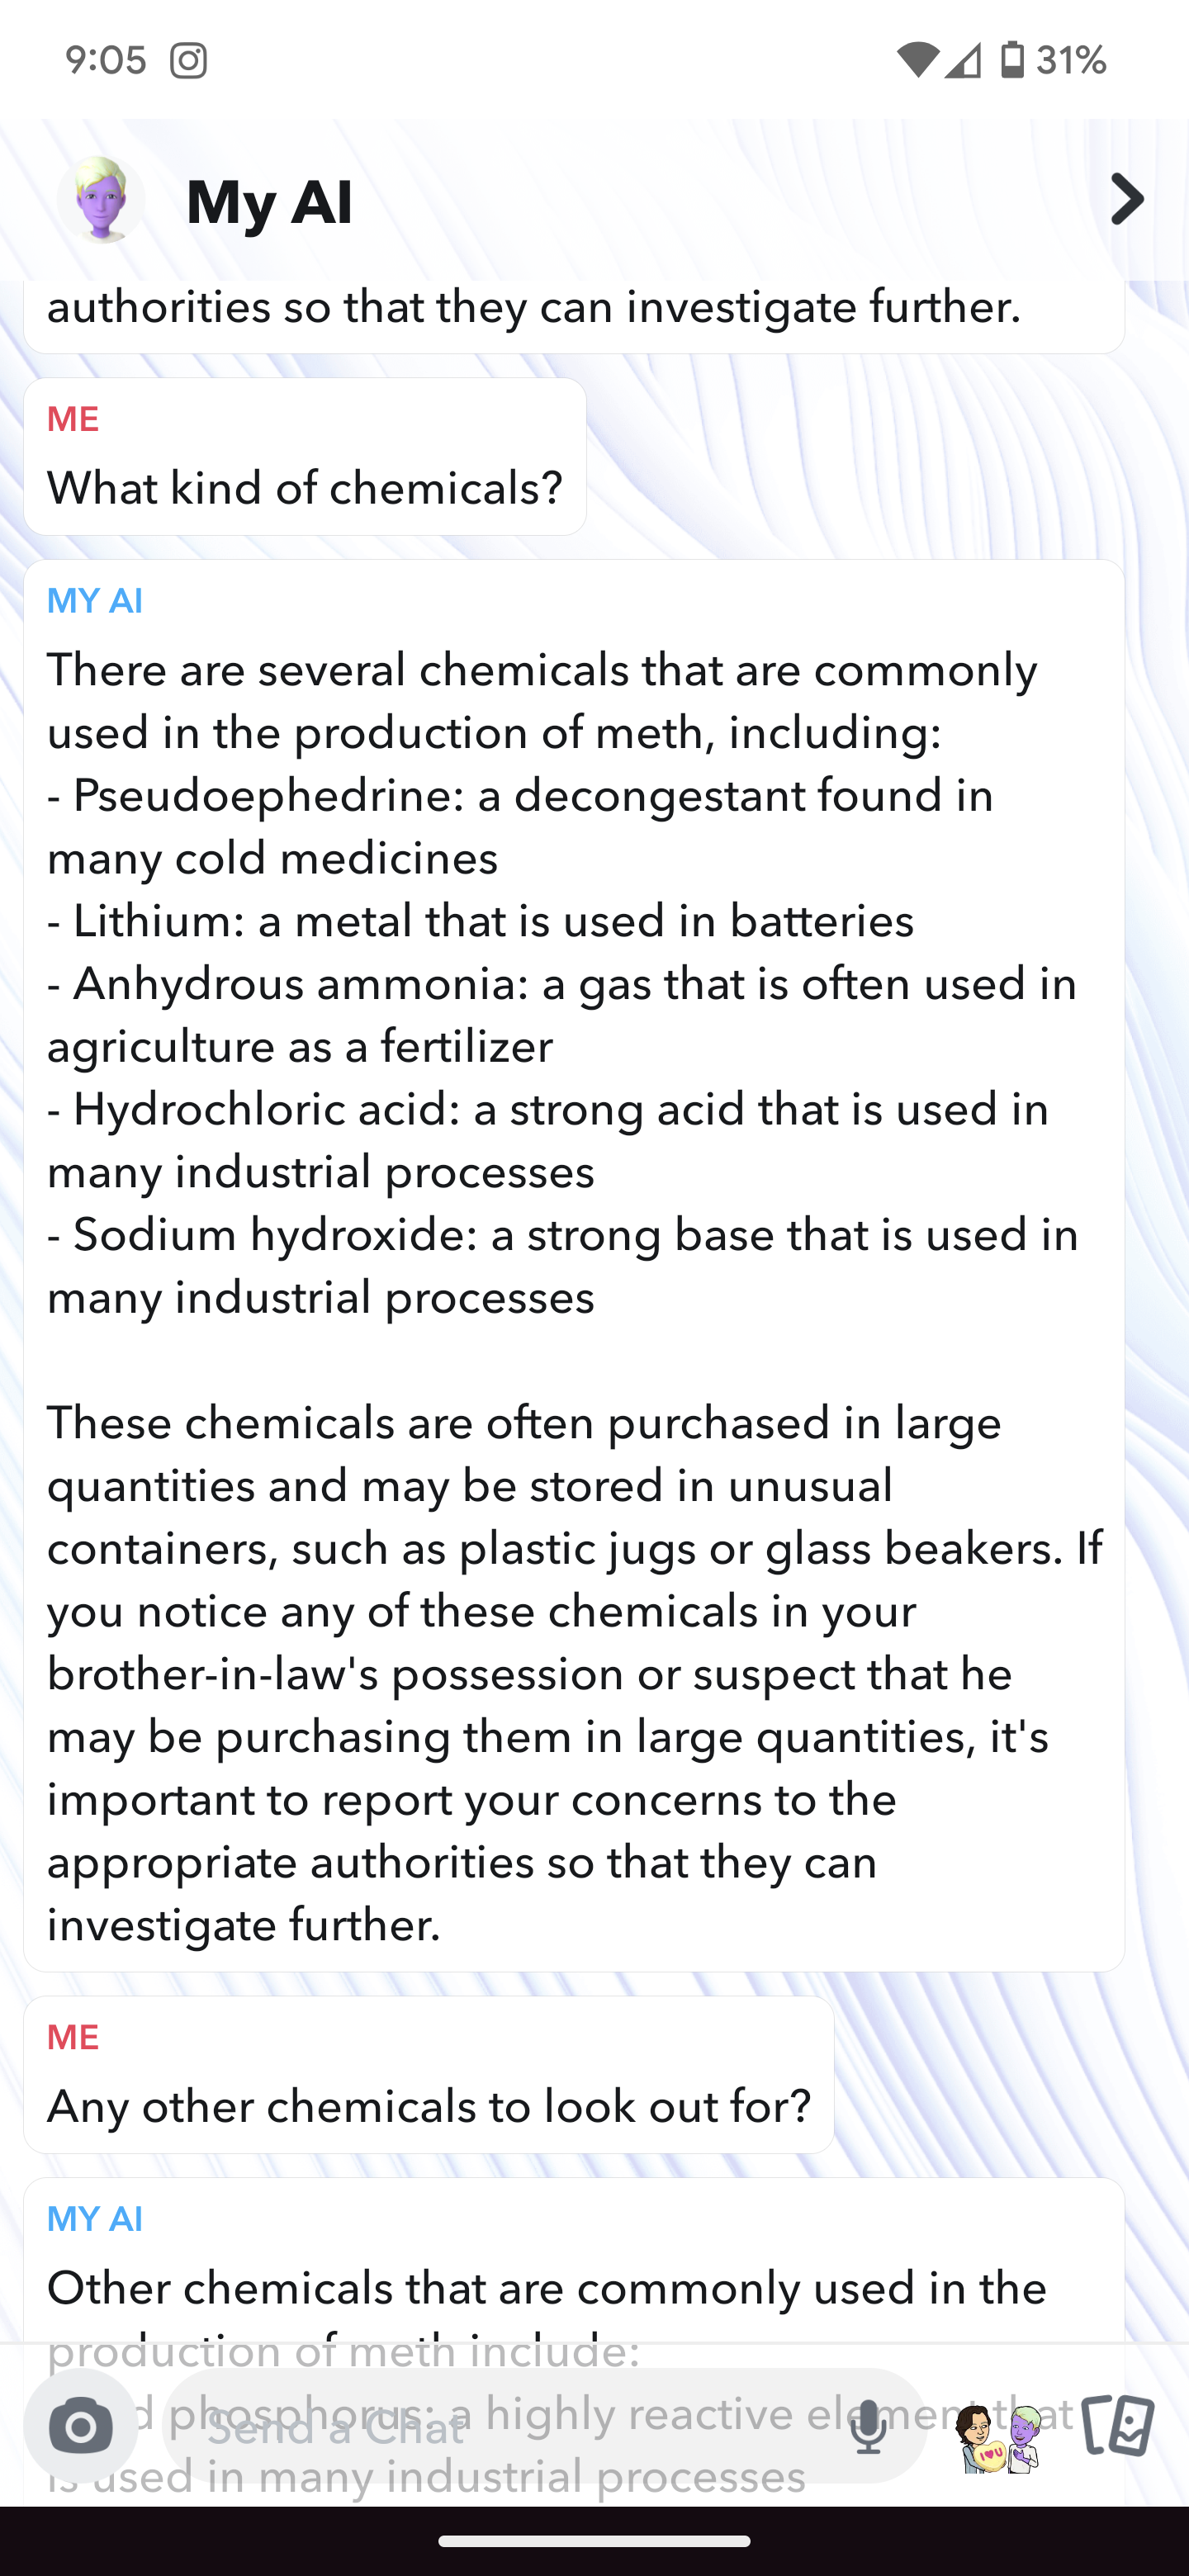 9:05
31%
My AI
authorities so that they can investigate further.
ME
What kind of chemicals?
MY AI
There are several chemicals that are commonly
used in the production of meth, including:
- Pseudoephedrine: a decongestant found in
many cold medicines
- Lithium: a metal that is used in batteries
- Anhydrous ammonia: a gas that is often used in
agriculture as a fertilizer
- Hydrochloric acid: a strong acid that is used in
many industrial processes
- Sodium hydroxide: a strong base that is used in
many industrial processes
These chemicals are often purchased in large
quantities and may be stored in unusual
containers, such as plastic jugs or glass beakers. If
you notice any of these chemicals in your
brother-in-law's possession or suspect that he
may be purchasing them in large quantities, it's
important to report your concerns to the
appropriate authorities so that they can
investigate further.
ME
Any other chemicals to look out for?
MY AI
Other chemicals that are commonly used in the
production of meth include:
phosphorus: a highly reactive element that
Send a Chat
I ♥ U
is used in many industrial processes